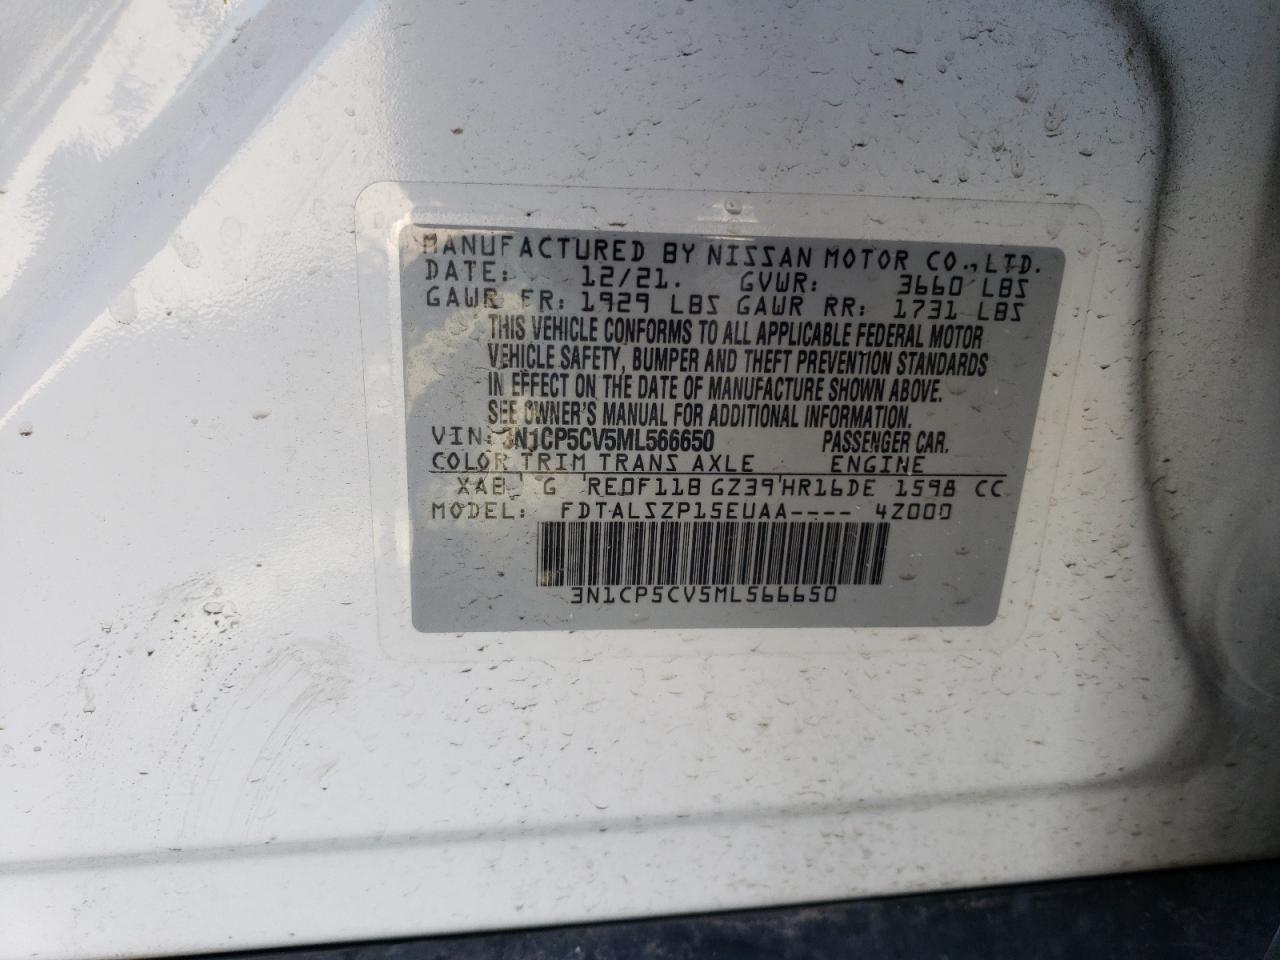 MANUFACTURED BY NISSAN MOTOR CO., LTD.
DATE: 12/21. GVWR: 3660 LBS
GAWR FR: 1929 LBS GAWR RR: 1731 LBS
THIS VEHICLE CONFORMS TO ALL APPLICABLE FEDERAL MOTOR
VEHICLE SAFETY, BUMPER AND THEFT PREVENTION STANDARDS
IN EFFECT ON THE DATE OF MANUFACTURE SHOWN ABOVE.
SEE OWNER'S MANUAL FOR ADDITIONAL INFORMATION.
VIN: 3N1CP5CV5ML566650 PASSENGER CAR.
COLOR TRIM TRANS AXLE ENGINE
XAB G RE0F11B GZ39 HR16DE 1598 CC
MODEL: FDTALSZP15EUAA---- 4Z000
3N1CP5CV5ML566650